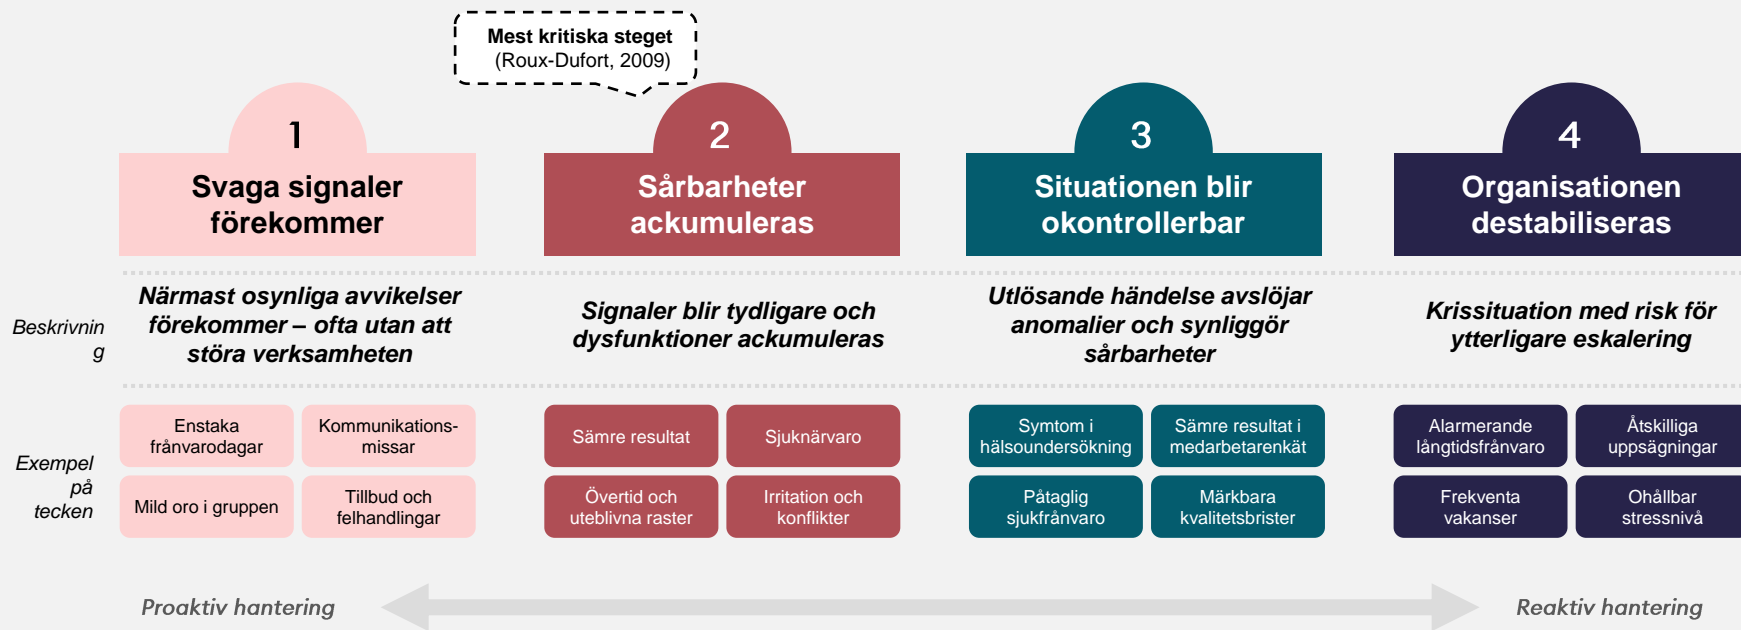 Mest kritiska steget
(Roux-Dufort, 2009)
1
Svaga signaler
förekommer
2
Sårbarheter
ackumuleras
3
Situationen blir
okontrollerbar
4
Organisationen
destabiliseras
Beskrivnin
g
Närmast osynliga avvikelser
förekommer – ofta utan att
störa verksamheten
Signaler blir tydligare och
dysfunktioner ackumuleras
Utlösande händelse avslöjar
anomalier och synliggör
sårbarheter
Krissituation med risk för
ytterligare eskalering
Exempel
på
tecken
Enstaka
frånvarodagar
Kommunikations-
missar
Mild oro i gruppen
Tillbud och
felhandlingar
Sämre resultat
Sjuknärvaro
Övertid och
uteblivna raster
Irritation och
konflikter
Symtom i
hälsoundersökning
Sämre resultat i
medarbetarenkät
Påtaglig
sjukfrånvaro
Märkbara
kvalitetsbrister
Alarmerande
långtidsfrånvaro
Åtskilliga
uppsägningar
Frekventa
vakanser
Ohållbar
stressnivå
Proaktiv hantering
Reaktiv hantering